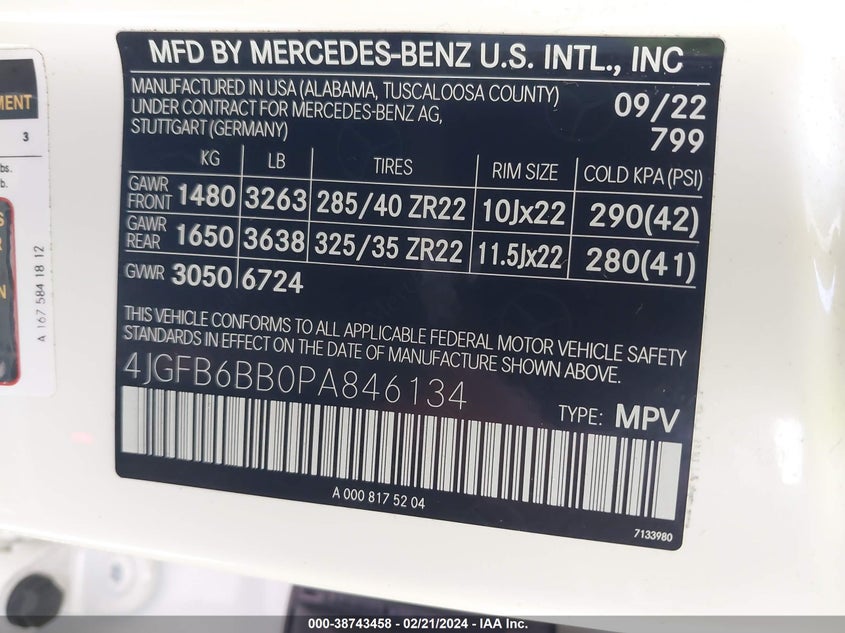 MFD BY MERCEDES-BENZ U.S. INTL., INC
MANUFACTURED IN USA (ALABAMA, TUSCALOOSA COUNTY)
UNDER CONTRACT FOR MERCEDES-BENZ AG,
STUTTGART (GERMANY)
09/22
799
KG LB TIRES RIM SIZE COLD KPA (PSI)
GAWR FRONT 1480 3263 285/40 ZR22 10Jx22 290(42)
GAWR REAR 1650 3638 325/35 ZR22 11.5Jx22 280(41)
GVWR 3050 6724
THIS VEHICLE CONFORMS TO ALL APPLICABLE FEDERAL MOTOR VEHICLE SAFETY
STANDARDS IN EFFECT ON THE DATE OF MANUFACTURE SHOWN ABOVE.
4JGFB6BB0PA846134
TYPE: MPV
A 000 817 52 04
7133980
3
A 167 584 18 12
000-38743458 - 02/21/2024 - IAA Inc.